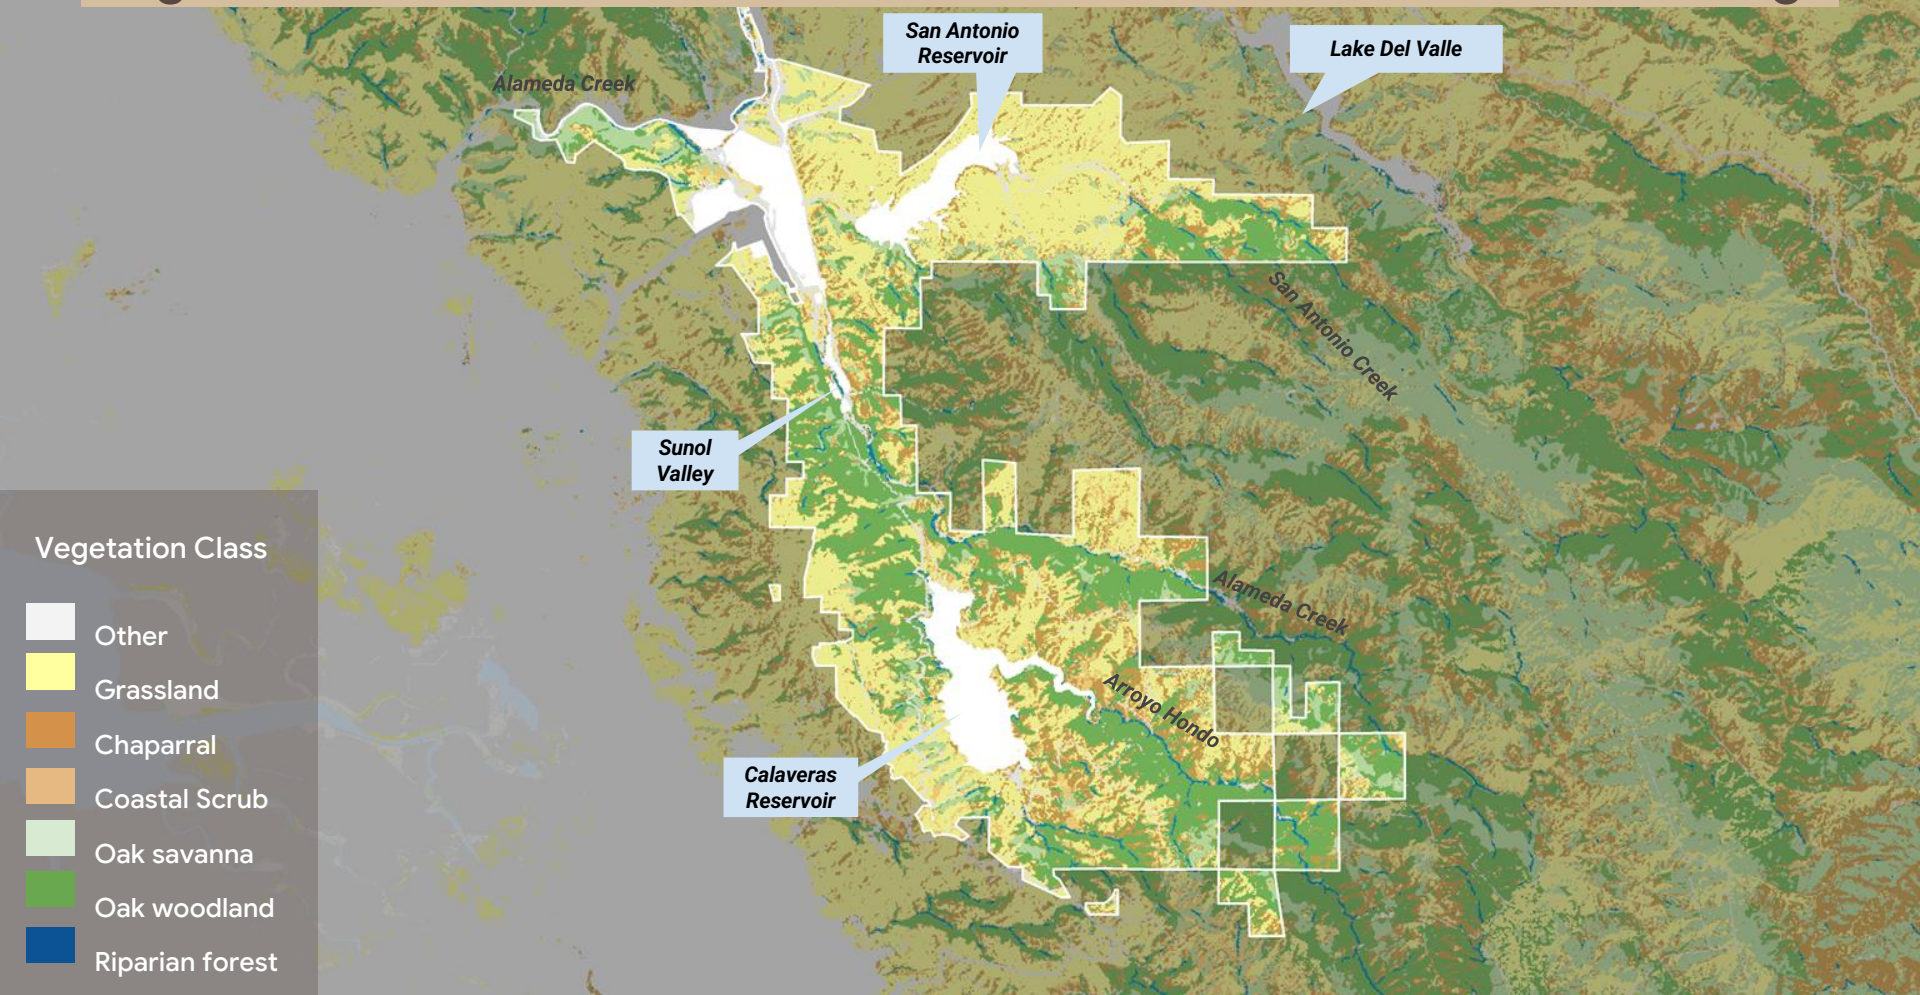 San Antonio
Reservoir
Lake Del Valle
Alameda Creek
San Antonio Creek
Sunol
Valley
Alameda Creek
Arroyo Hondo
Calaveras
Reservoir
Vegetation Class
Other
Grassland
Chaparral
Coastal Scrub
Oak savanna
Oak woodland
Riparian forest